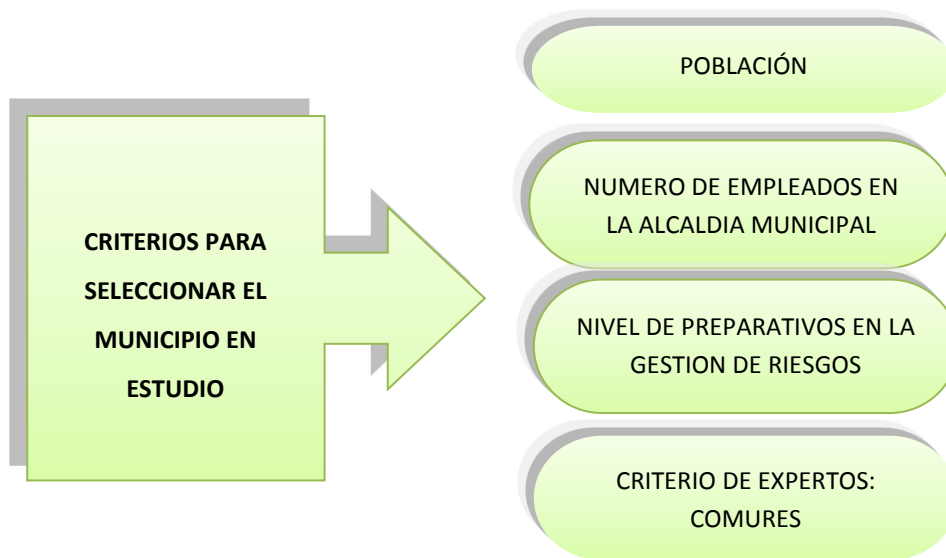 CRITERIOS PARA
SELECCIONAR EL
MUNICIPIO EN
ESTUDIO
POBLACIÓN
NUMERO DE EMPLEADOS EN
LA ALCALDIA MUNICIPAL
NIVEL DE PREPARATIVOS EN LA
GESTION DE RIESGOS
CRITERIO DE EXPERTOS:
COMURES